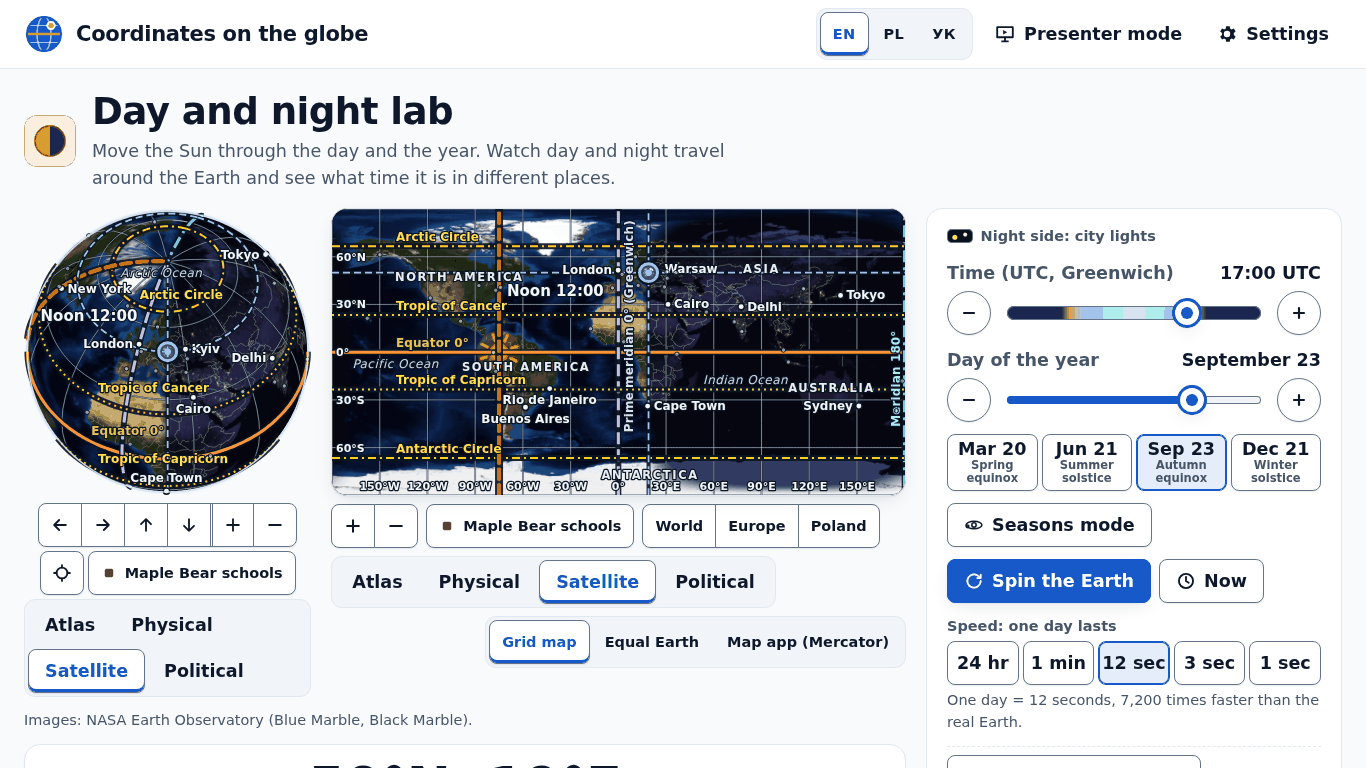 Coordinates on the globe
EN PL УК
Presenter mode
Settings
Day and night lab
Move the Sun through the day and the year. Watch day and night travel
around the Earth and see what time it is in different places.
Tokyo
Arctic Ocean
New York
Arctic Circle
Noon 12:00
London
Kyiv
Delhi
Tropic of Cancer
Cairo
Equator 0°
Tropic of Capricorn
Cape Town
Arctic Circle
60°N
NORTH AMERICA
London
Warsaw
ASIA
Noon 12:00
Tokyo
30°N
Tropic of Cancer
Cairo
Delhi
Prime meridian 0° (Greenwich)
Equator 0°
0°
Pacific Ocean
SOUTH AMERICA
Meridian 180°
Tropic of Capricorn
Indian Ocean
AUSTRALIA
30°S
Rio de Janeiro
Cape Town
Sydney
Buenos Aires
60°S
Antarctic Circle
ANTARCTICA
150°W 120°W 90°W 60°W 30°W 0° 30°E 60°E 90°E 120°E 150°E
← → ↑ ↓ + −
Maple Bear schools
Atlas Physical
Satellite Political
+ −
Maple Bear schools
World Europe Poland
Atlas Physical Satellite Political
Grid map Equal Earth Map app (Mercator)
Images: NASA Earth Observatory (Blue Marble, Black Marble).
Night side: city lights
Time (UTC, Greenwich) 17:00 UTC
− +
Day of the year September 23
− +
Mar 20 Jun 21 Sep 23 Dec 21
Spring Summer Autumn Winter
equinox solstice equinox solstice
Seasons mode
Spin the Earth
Now
Speed: one day lasts
24 hr 1 min 12 sec 3 sec 1 sec
One day = 12 seconds, 7,200 times faster than the
real Earth.